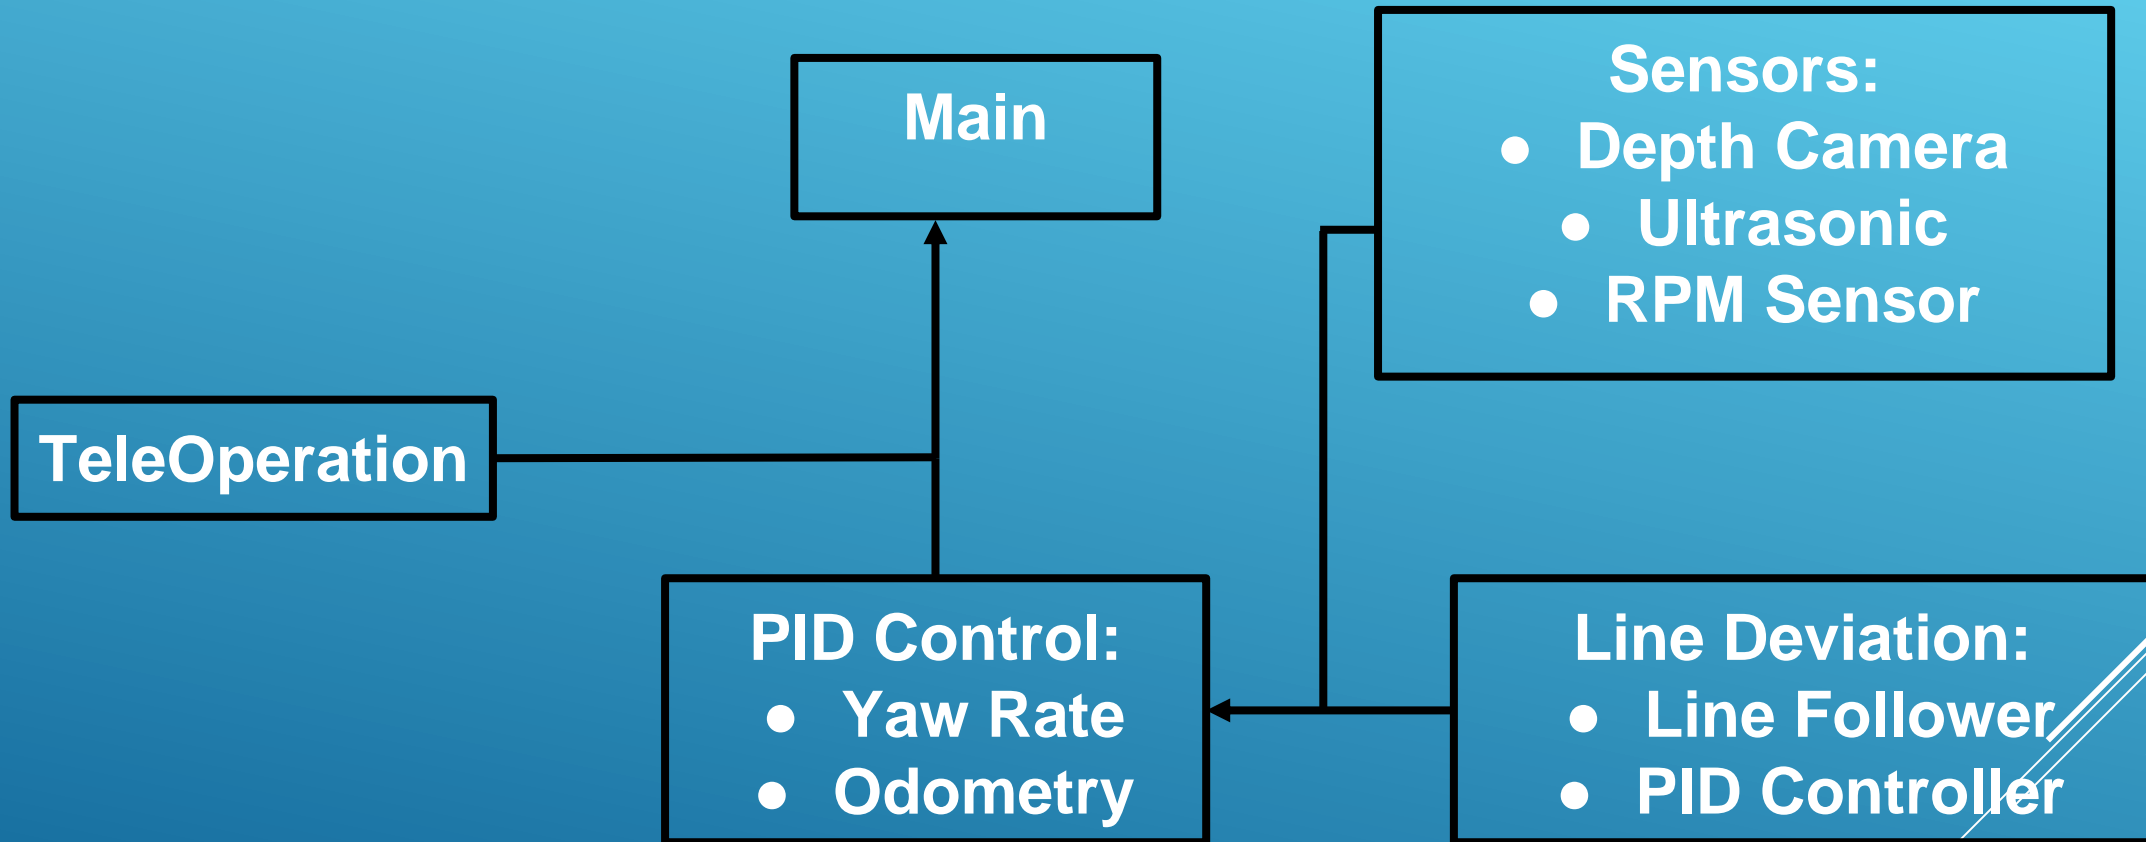 Main
Sensors:
● Depth Camera
● Ultrasonic
● RPM Sensor
TeleOperation
PID Control:
● Yaw Rate
● Odometry
Line Deviation:
● Line Follower
● PID Controller